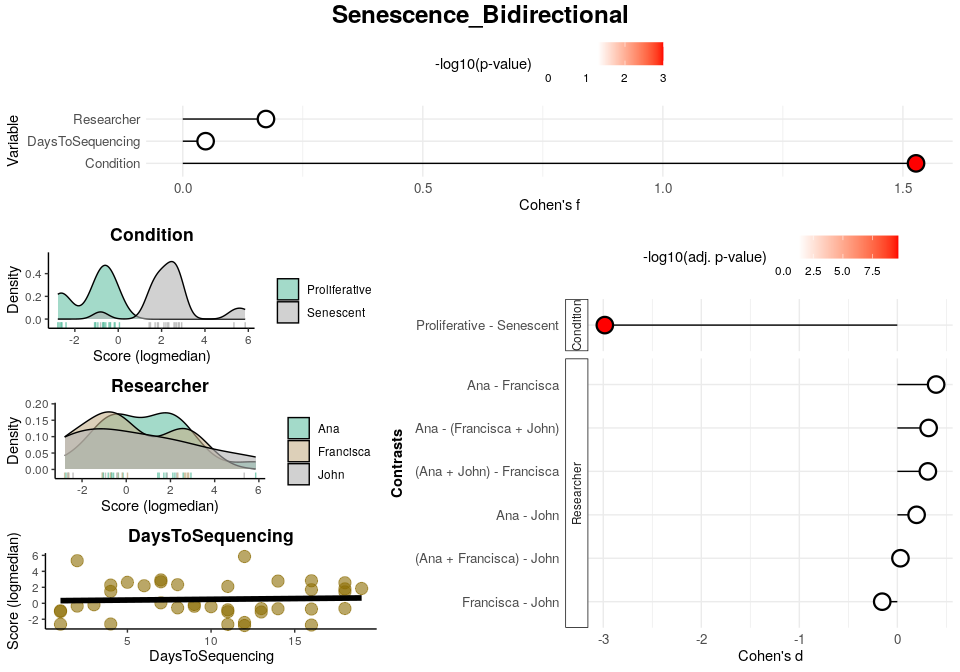 Senescence_Bidirectional
-log10(p-value)
0 1 2 3
Variable
Researcher
DaysToSequencing
Condition
0.0 0.5 1.0 1.5
Cohen's f
Condition
Density
0.4
0.2
0.0
-2 0 2 4 6
Score (logmedian)
Proliferative
Senescent
Researcher
Density
0.20
0.15
0.10
0.05
0.00
-2 0 2 4 6
Score (logmedian)
Ana
Francisca
John
DaysToSequencing
Score (logmedian)
6
4
2
0
-2
5 10 15
DaysToSequencing
-log10(adj. p-value)
0.0 2.5 5.0 7.5
Contrasts
Condition
Proliferative - Senescent
Researcher
Ana - Francisca
Ana - (Francisca + John)
(Ana + John) - Francisca
Ana - John
(Ana + Francisca) - John
Francisca - John
-3 -2 -1 0
Cohen's d